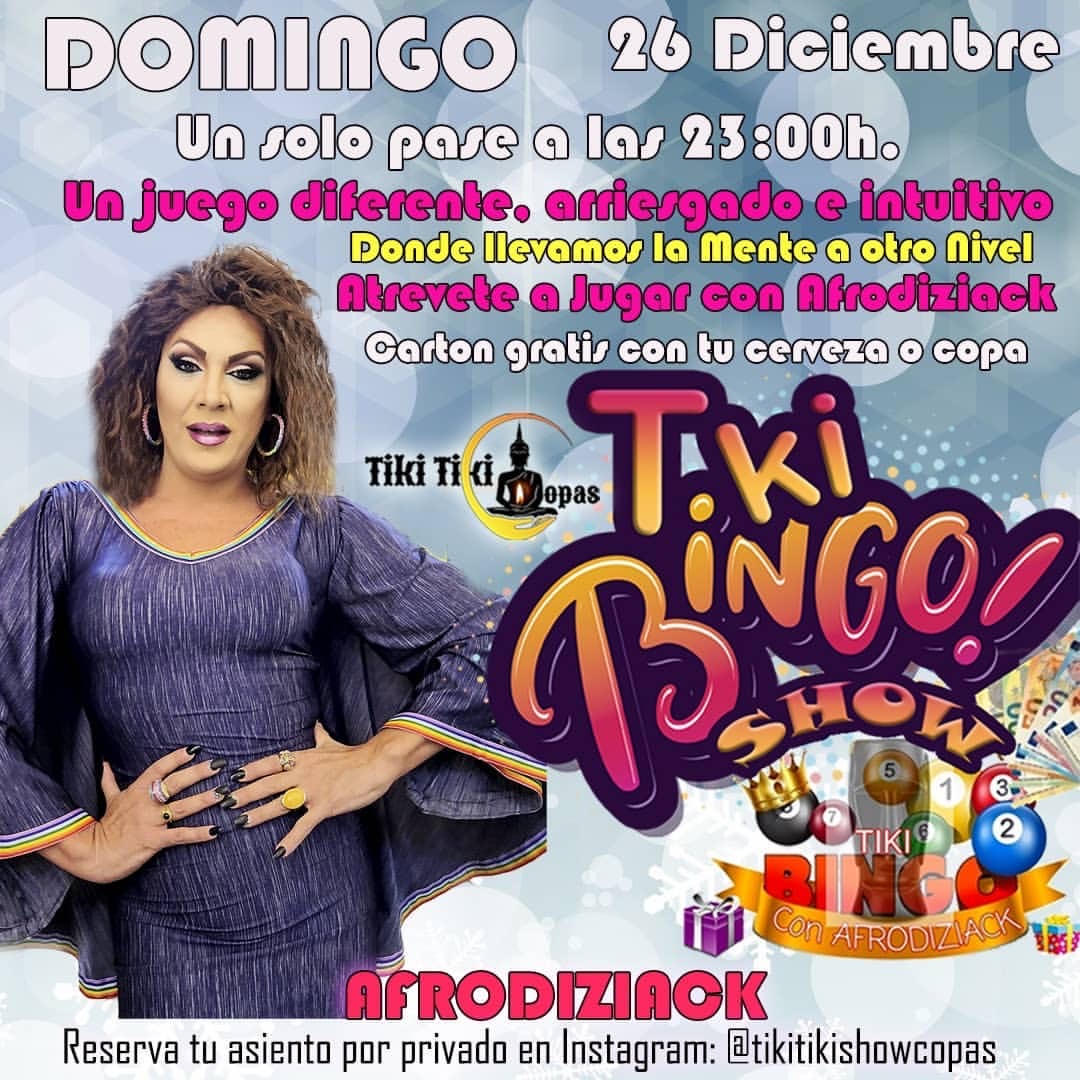 DOMINGO 26 Diciembre
Un solo pase a las 23:00h.
Un juego diferente, arriesgado e intuitivo
Donde llevamos la Mente a otro Nivel
Atrevete a Jugar con Afrodiziack
Carton gratis con tu cerveza o copa
Tiki Tiki Copas
Tiki
BINGO!
SHOW
5
1
3
8
7
6
2
TIKI
BINGO
Con AFRODIZIACK
AFRODIZIACK
Reserva tu asiento por privado en Instagram: @tikitikishowcopas